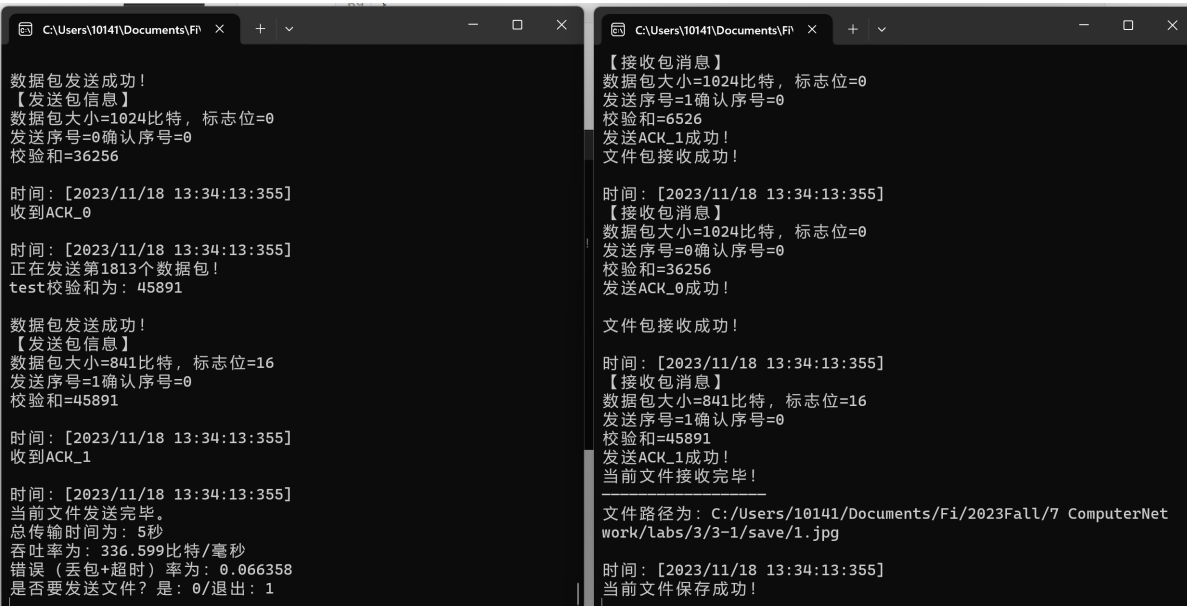 C:\Users\10141\Documents\Fi\
数据包发送成功!
【发送包信息】
数据包大小=1024比特, 标志位=0
发送序号=0确认序号=0
校验和=36256
时间: [2023/11/18 13:34:13:355]
收到ACK_0
时间: [2023/11/18 13:34:13:355]
正在发送第1813个数据包!
test校验和为: 45891
数据包发送成功!
【发送包信息】
数据包大小=841比特, 标志位=16
发送序号=1确认序号=0
校验和=45891
时间: [2023/11/18 13:34:13:355]
收到ACK_1
时间: [2023/11/18 13:34:13:355]
当前文件发送完毕。
总传输时间为: 5秒
吞吐率为: 336.599比特/毫秒
错误（丢包+超时）率为: 0.066358
是否要发送文件? 是: 0/退出: 1
C:\Users\10141\Documents\Fi\
【接收包消息】
数据包大小=1024比特, 标志位=0
发送序号=1确认序号=0
校验和=6526
发送ACK_1成功!
文件包接收成功!
时间: [2023/11/18 13:34:13:355]
【接收包消息】
数据包大小=1024比特, 标志位=0
发送序号=0确认序号=0
校验和=36256
发送ACK_0成功!
文件包接收成功!
时间: [2023/11/18 13:34:13:355]
【接收包消息】
数据包大小=841比特, 标志位=16
发送序号=1确认序号=0
校验和=45891
发送ACK_1成功!
当前文件接收完毕!
——————————————————
文件路径为: C:/Users/10141/Documents/Fi/2023Fall/7 ComputerNet
work/labs/3/3-1/save/1.jpg
时间: [2023/11/18 13:34:13:355]
当前文件保存成功!